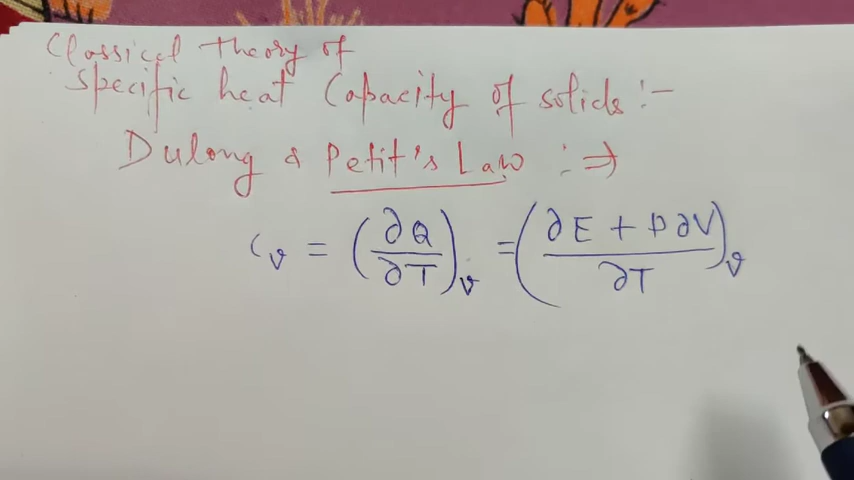 Classical Theory of
specific heat Capacity of solids :-
Dulong & Petit's Law :⇒
Cv = (∂Q/∂T)v = (∂E + P∂V/∂T)v